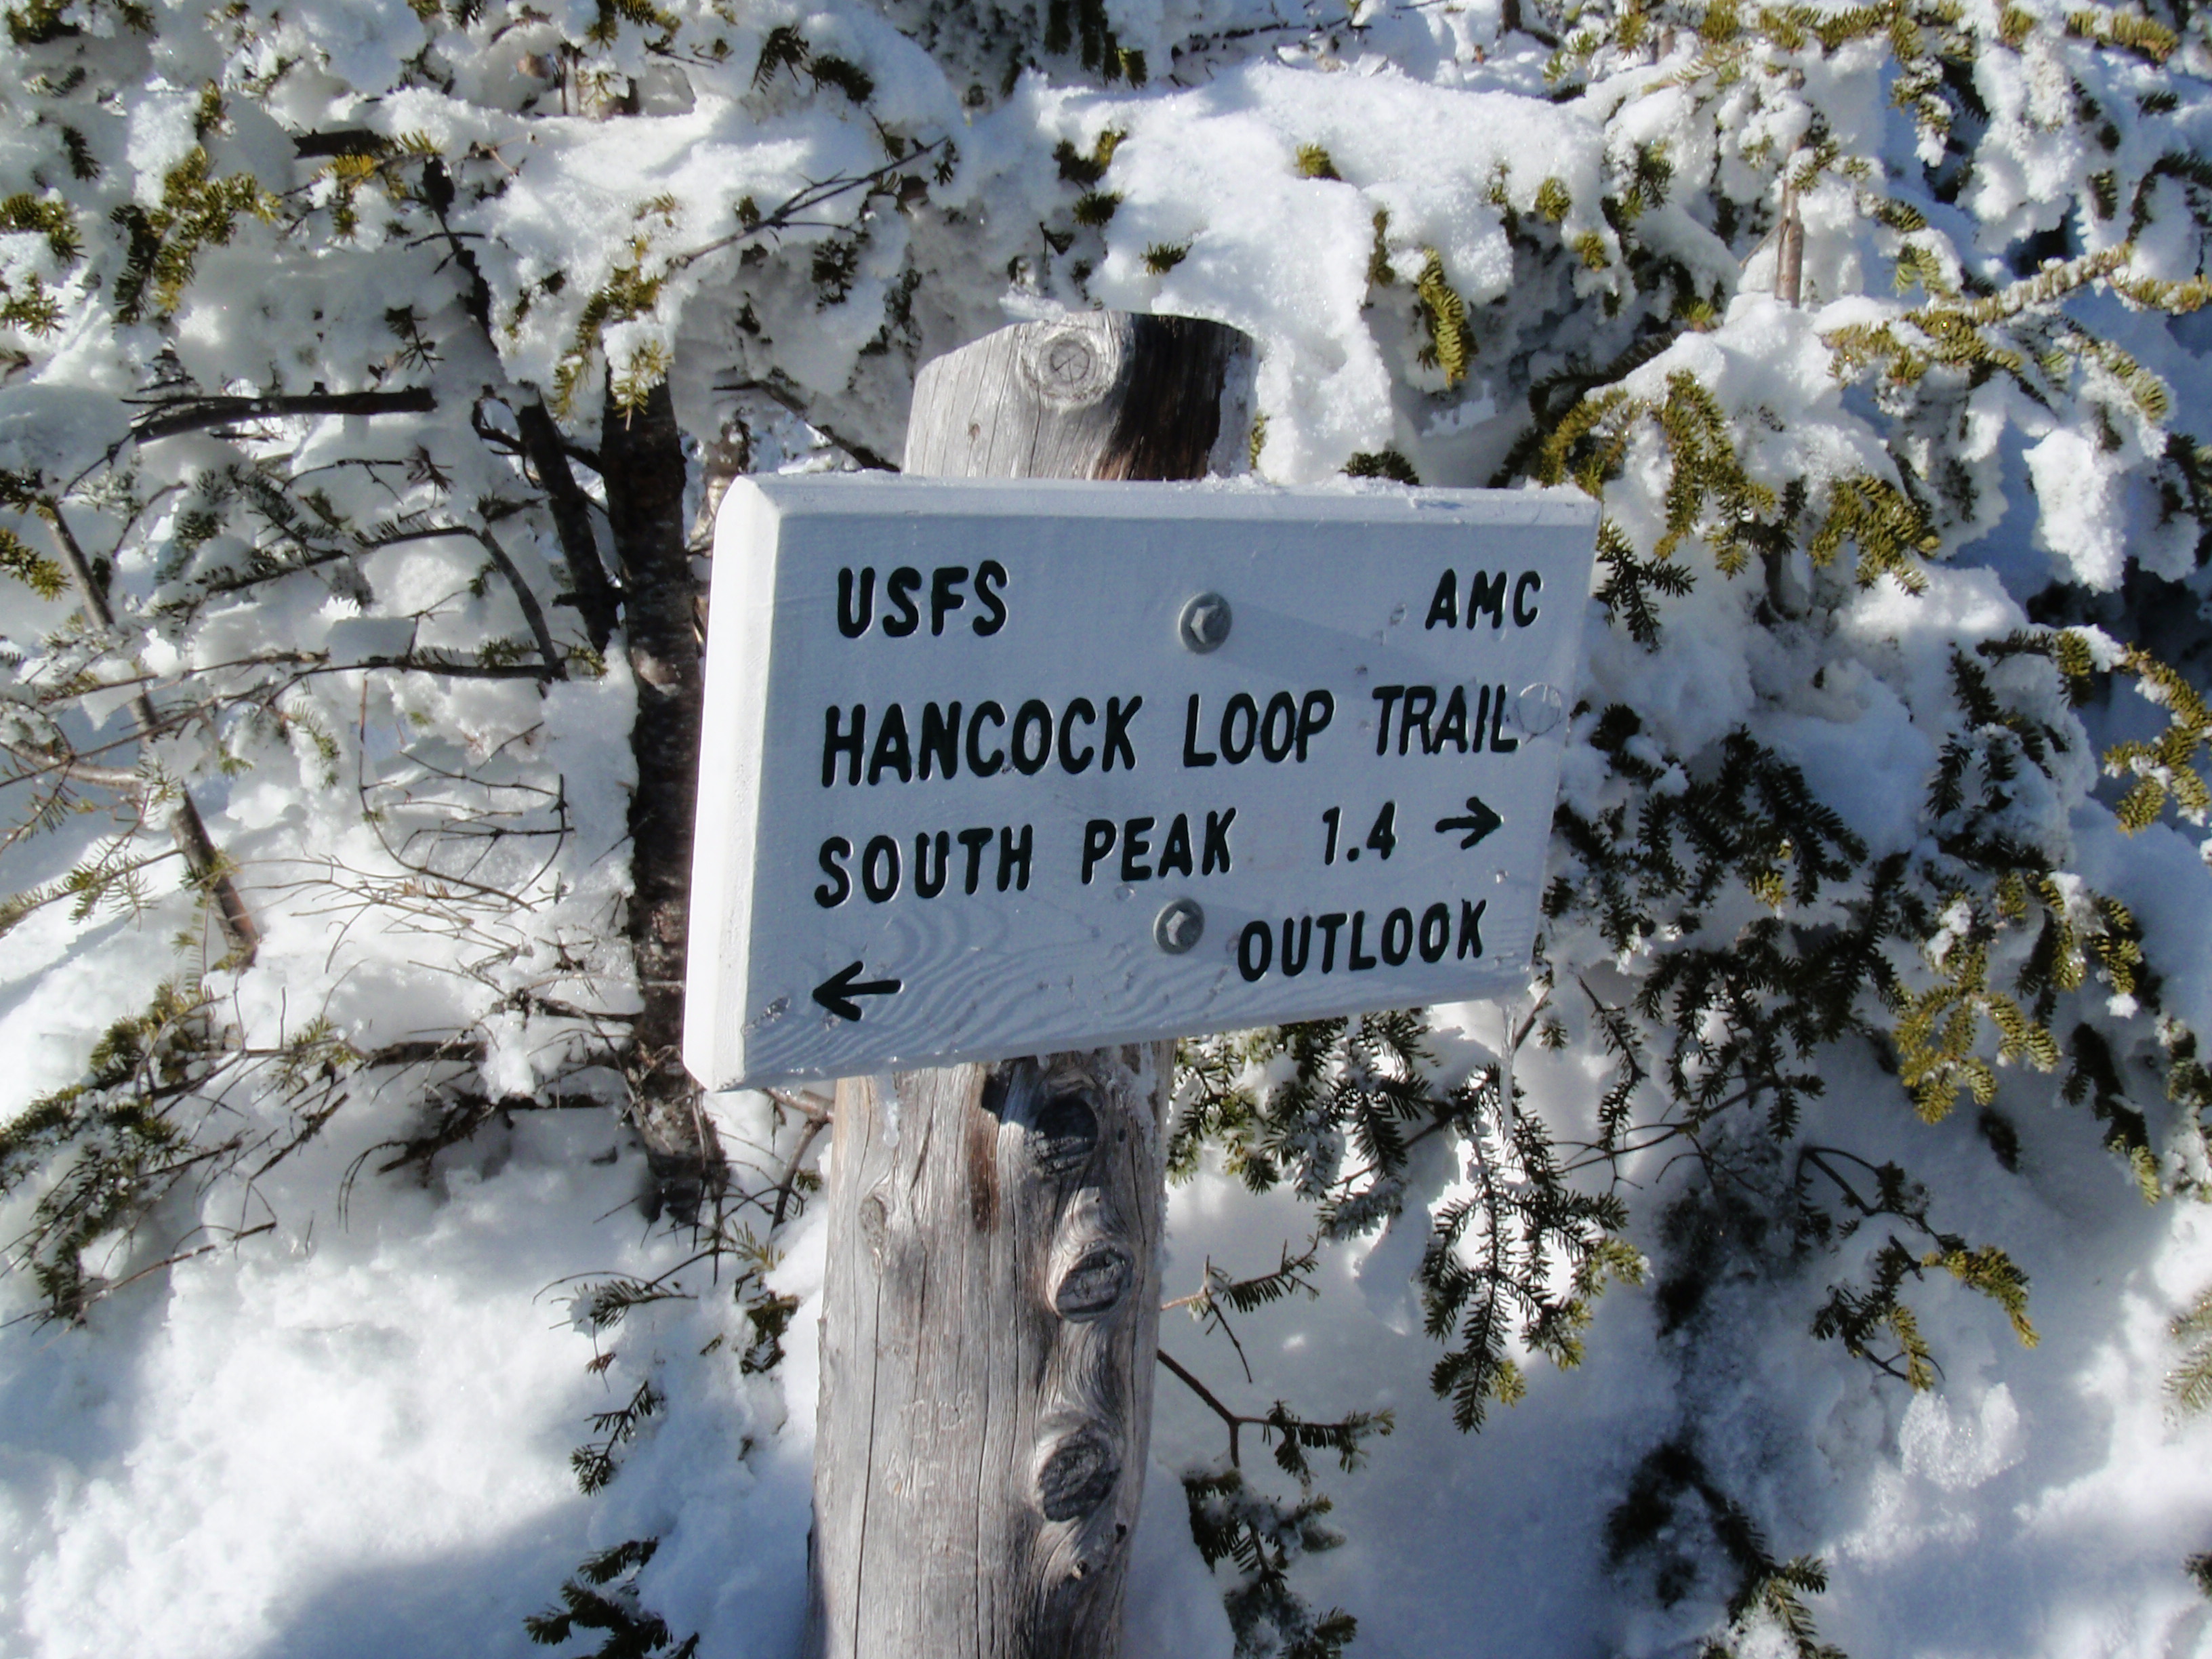 USFS AMC
HANCOCK LOOP TRAIL
SOUTH PEAK 1.4 →
← OUTLOOK